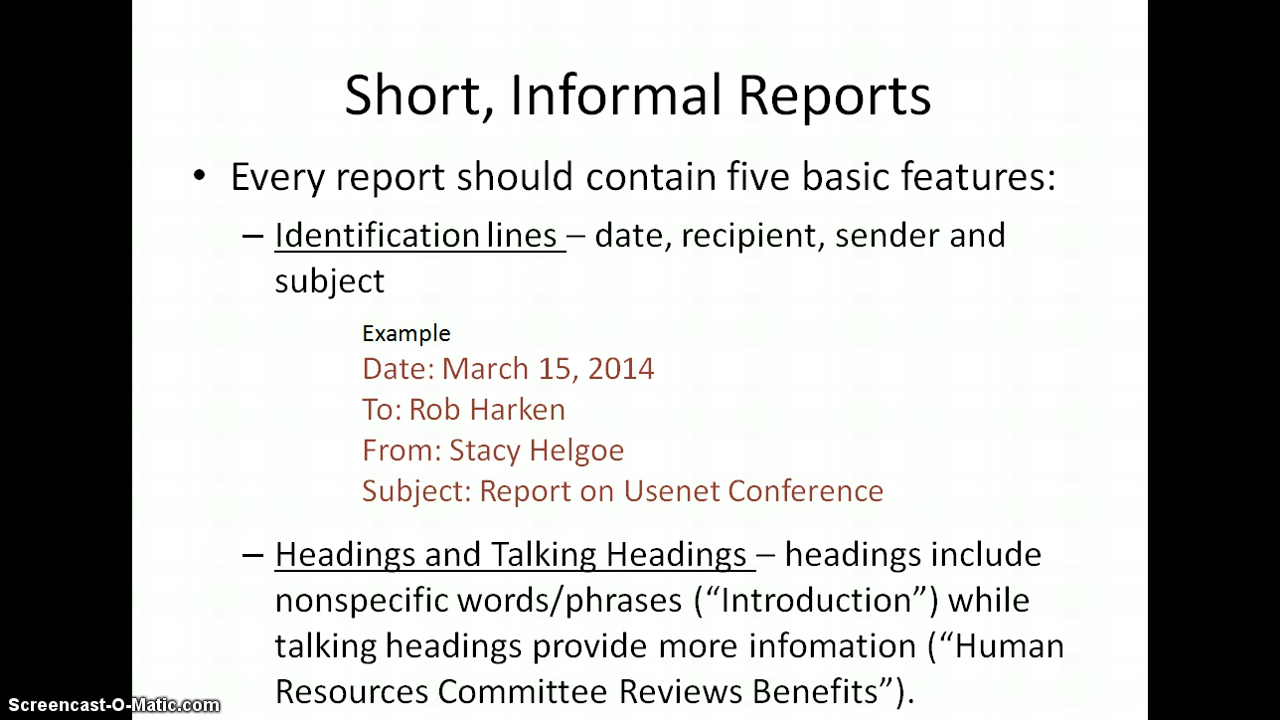 Short, Informal Reports
• Every report should contain five basic features:
– Identification lines – date, recipient, sender and
subject
Example
Date: March 15, 2014
To: Rob Harken
From: Stacy Helgoe
Subject: Report on Usenet Conference
– Headings and Talking Headings – headings include
nonspecific words/phrases (“Introduction”) while
talking headings provide more infomation (“Human
Resources Committee Reviews Benefits”).
Screencast-O-Matic.com